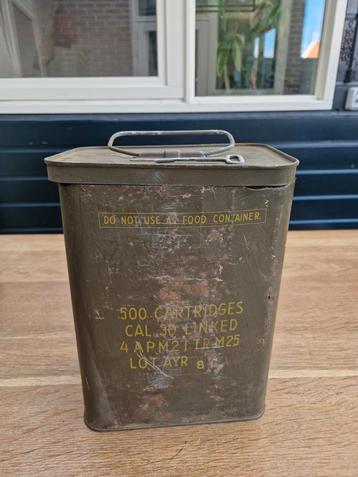 DO NOT USE AS FOOD CONTAINER.
500 CARTRIDGES
CAL 30 LINKED
4 AP M2 1 TR M25
LOT AYR 8